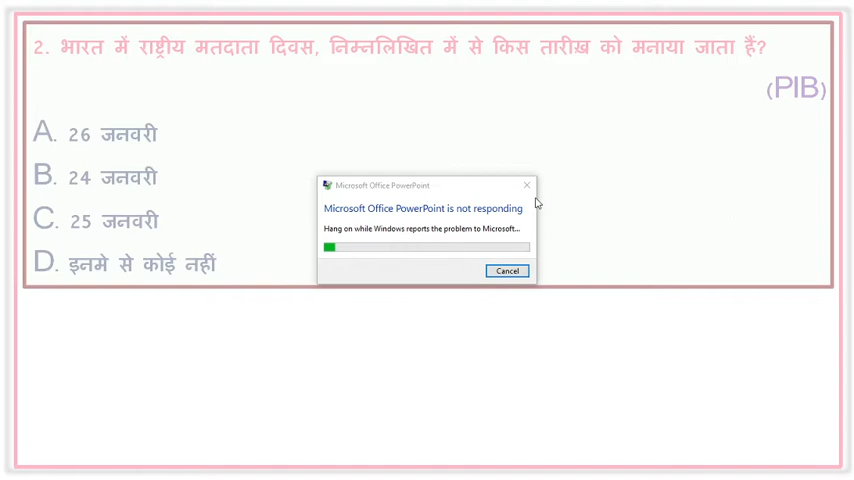 2. भारत में राष्ट्रीय मतदाता दिवस, निम्नलिखित में से किस तारीख़ को मनाया जाता हैं?
(PIB)
A. 26 जनवरी
B. 24 जनवरी
C. 25 जनवरी
D. इनमे से कोई नहीं
Microsoft Office PowerPoint
Microsoft Office PowerPoint is not responding
Hang on while Windows reports the problem to Microsoft...
Cancel